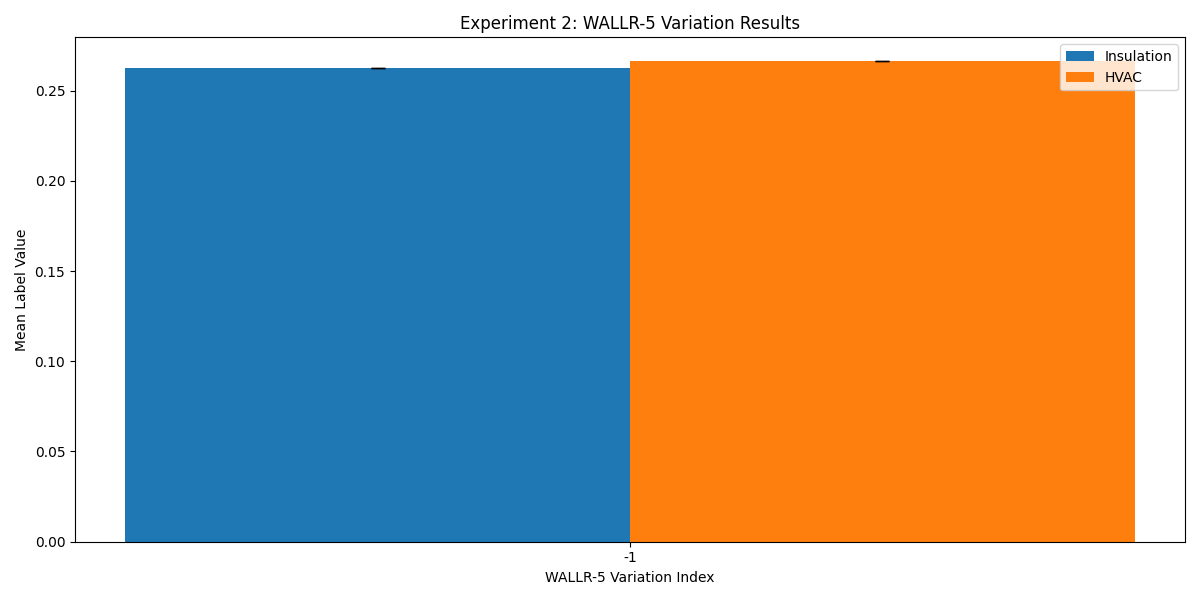 Experiment 2: WALLR-5 Variation Results
Insulation
HVAC
Mean Label Value
0.25
0.20
0.15
0.10
0.05
0.00
-1
WALLR-5 Variation Index